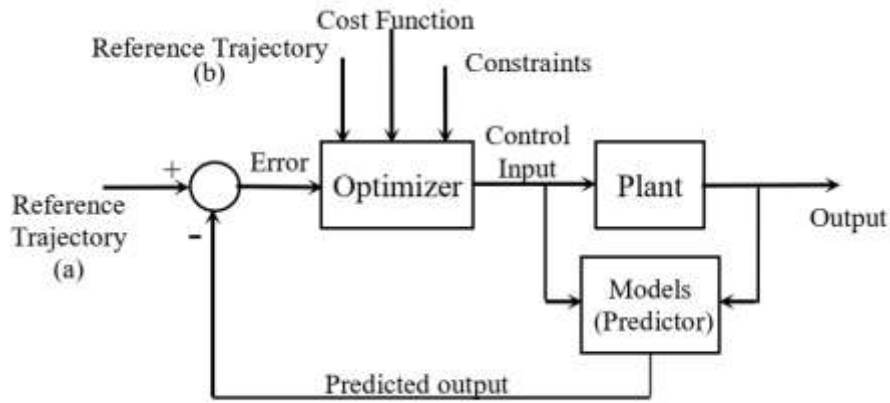 Cost Function
Reference Trajectory
(b)
Constraints
Control
Input
+
Error
Optimizer
Plant
Reference
Trajectory
(a)
-
Output
Models
(Predictor)
Predicted output